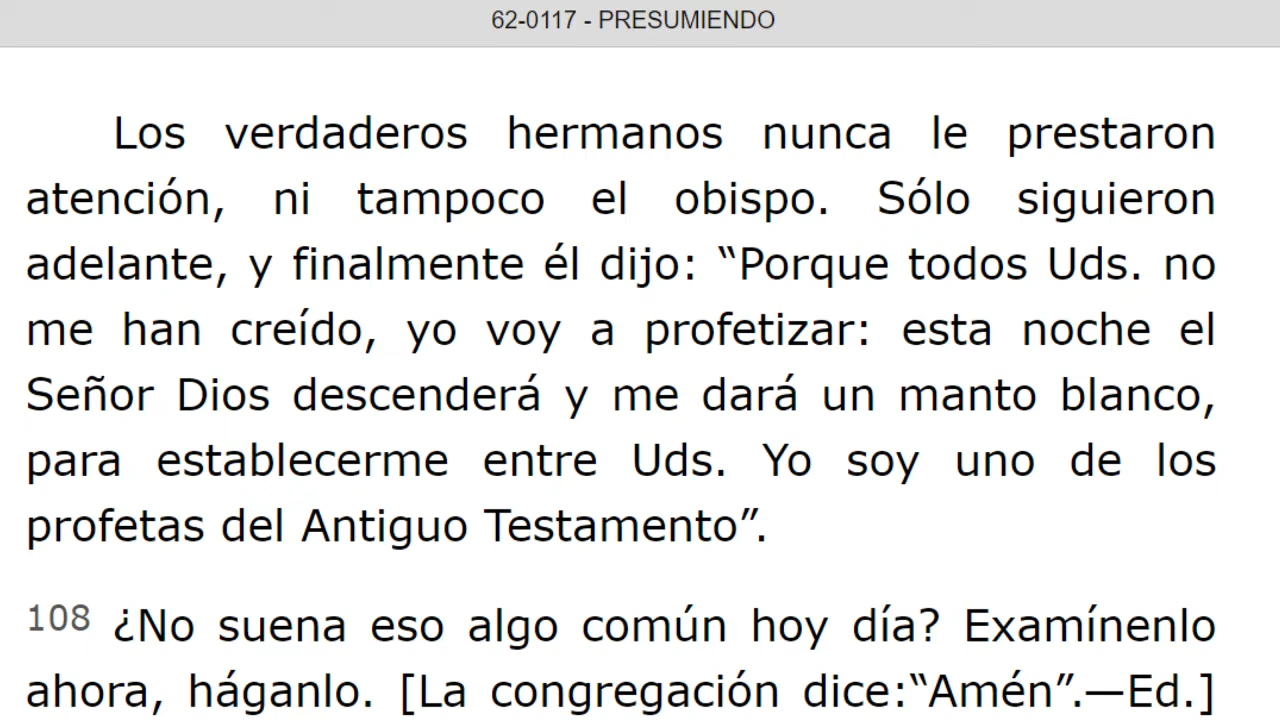 62-0117 - PRESUMIENDO
Los verdaderos hermanos nunca le prestaron
atención, ni tampoco el obispo. Sólo siguieron
adelante, y finalmente él dijo: “Porque todos Uds. no
me han creído, yo voy a profetizar: esta noche el
Señor Dios descenderá y me dará un manto blanco,
para establecerme entre Uds. Yo soy uno de los
profetas del Antiguo Testamento”.
108 ¿No suena eso algo común hoy día? Examínenlo
ahora, háganlo. [La congregación dice:“Amén”.—Ed.]